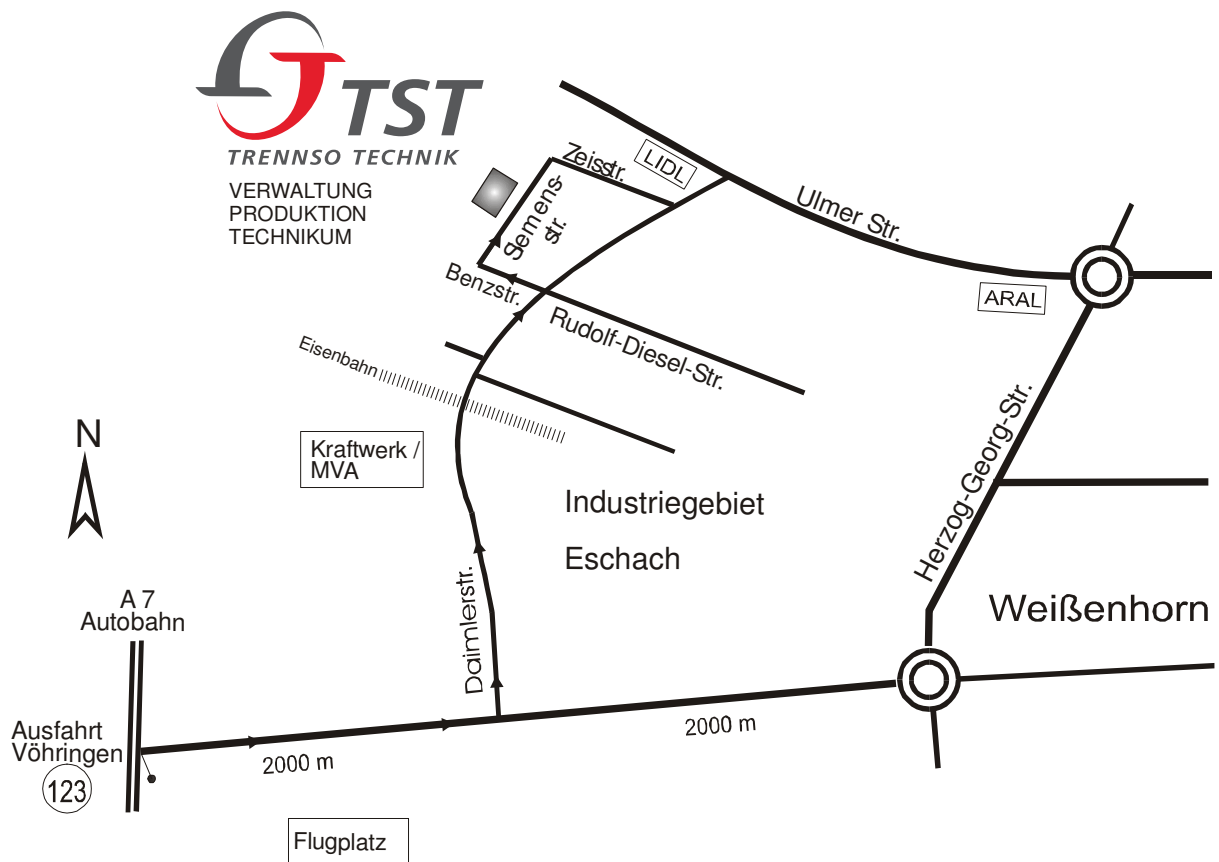 TST
TRENNSO TECHNIK
VERWALTUNG
PRODUKTION
TECHNIKUM
Zeissstr.
LIDL
Siemens-
str.
Ulmer Str.
Benzstr.
ARAL
Rudolf-Diesel-Str.
Eisenbahn
N
Kraftwerk /
MVA
Herzog-Georg-Str.
Industriegebiet
Eschach
A 7
Autobahn
Daimlerstr.
Weißenhorn
Ausfahrt
Vöhringen
123
2000 m
2000 m
Flugplatz